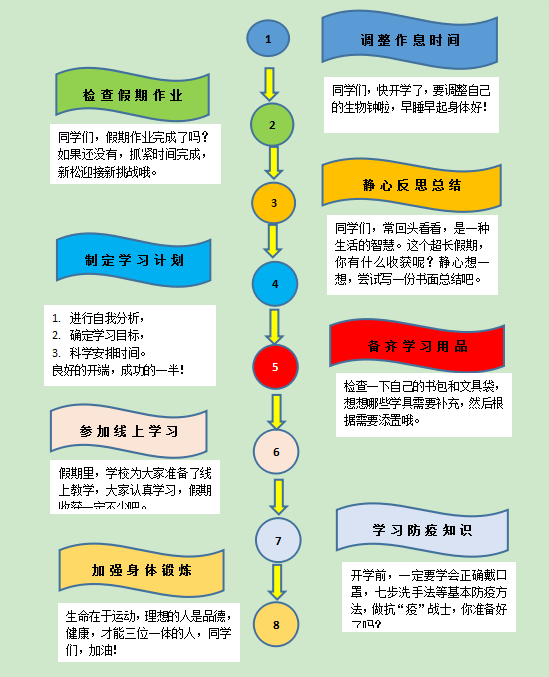 1
调整作息时间
同学们，快开学了，要调整自己
的生物钟啦，早睡早起身体好！
2
检查假期作业
同学们，假期作业完成了吗？
如果还没有，抓紧时间完成，
新松迎接新挑战哦。
3
静心反思总结
同学们，常回头看看，是一种
生活的智慧。这个超长假期，
你有什么收获呢？静心想一
想，尝试写一份书面总结吧。
4
制定学习计划
1. 进行自我分析，
2. 确定学习目标，
3. 科学安排时间。
良好的开端，成功的一半！
5
备齐学习用品
检查一下自己的书包和文具袋，
想想哪些学具需要补充，然后根
据需要添置哦。
6
参加线上学习
假期里，学校为大家准备了线
上教学，大家认真学习，假期
收获一定不少吧。
7
学习防疫知识
开学前，一定要学会正确戴口
罩，七步洗手法等基本防疫方
法，做抗“疫”战士，你准备好
了吗？
8
加强身体锻炼
生命在于运动，理想的人是品德，
健康，才能三位一体的人，同学
们，加油！